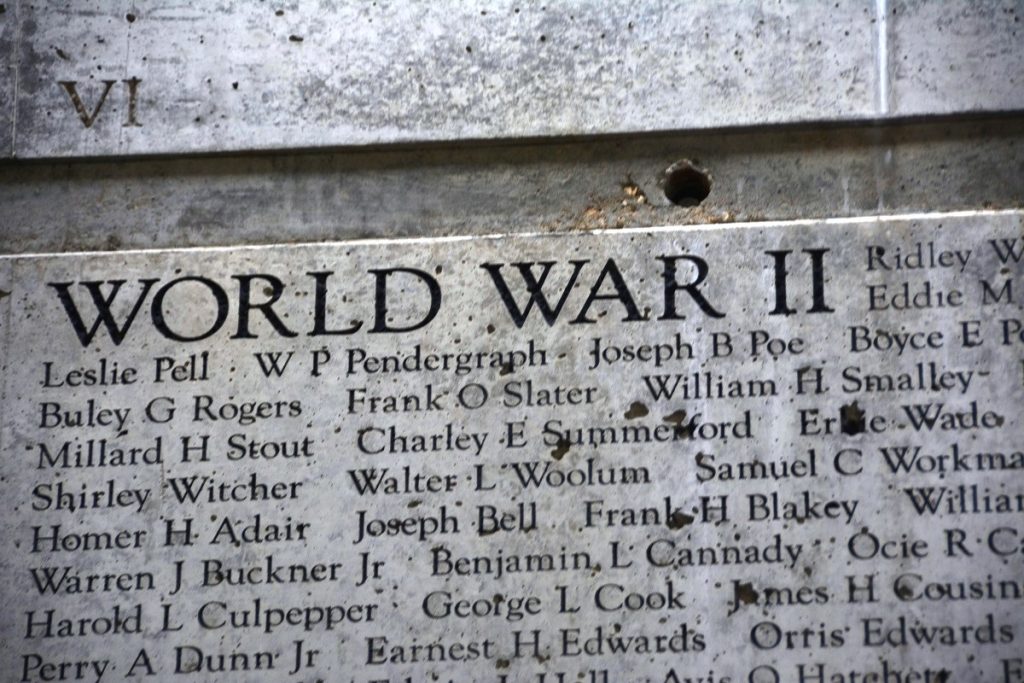 VI
WORLD WAR II Ridley W
Eddie M
Leslie Pell W P Pendergraph Joseph B Poe Boyce E
Buley G Rogers Frank O Slater William H Smalley
Millard H Stout Charley E Summerford Wade
Shirley Witcher Walter L Woolum Samuel C
Homer H Adair Joseph Bell Frank H Blakey
Warren J Buckner Jr Benjamin L Cannady Ocie R
Harold L Culpepper George L Cook James H
Perry A Dunn Jr Earnest H Edwards Orris Edwards